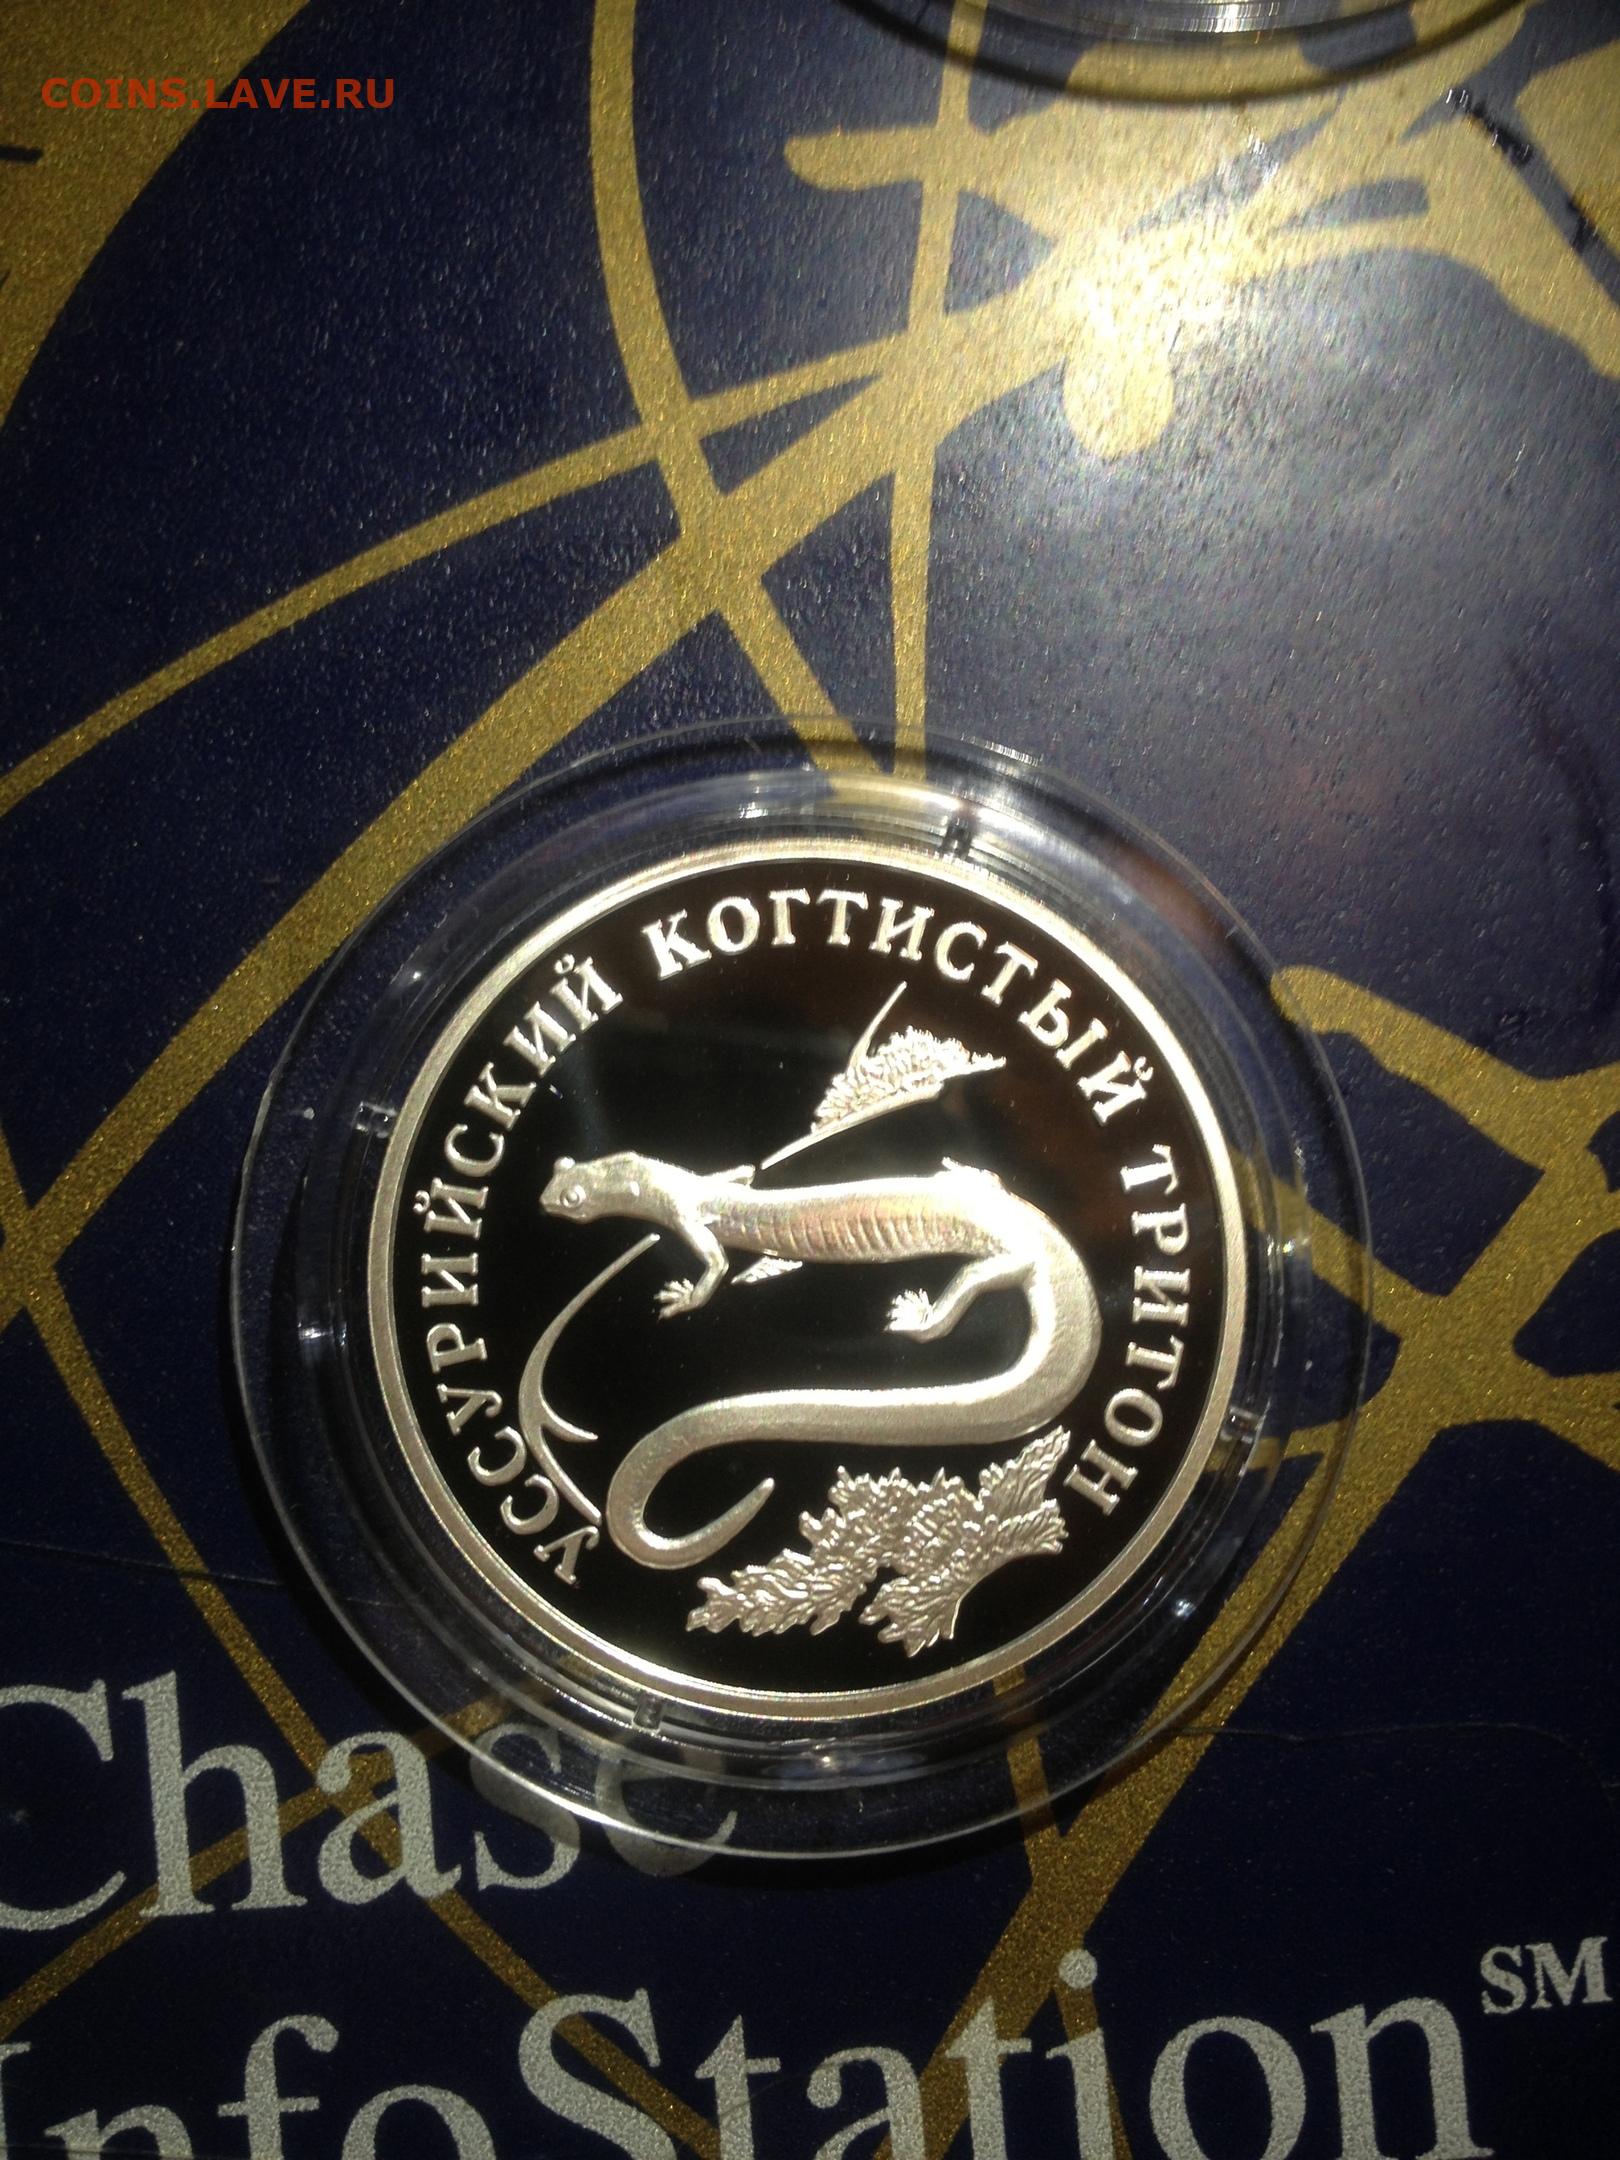 COINS.LAVE.RU
УССУРИЙСКИЙ КОГТИСТЫЙ ТРИТОН
Chase
InfoStation SM